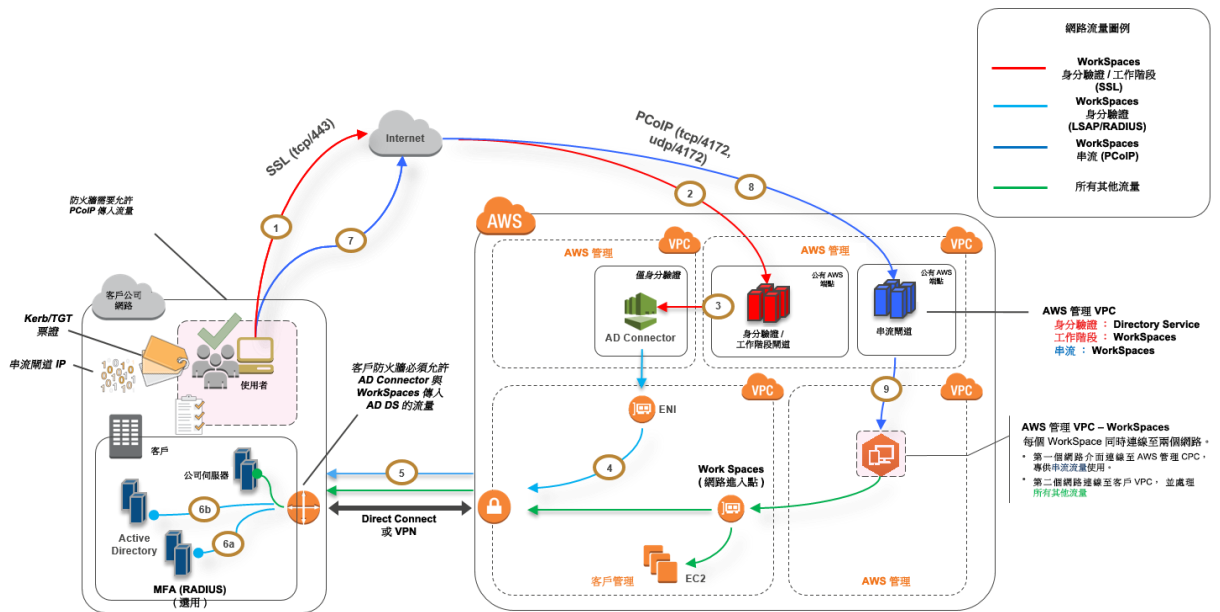 網路流量圖例
WorkSpaces
身分驗證 / 工作階段
(SSL)
WorkSpaces
身分驗證
(LSAP/RADIUS)
WorkSpaces
串流 (PCoIP)
所有其他流量
Internet
SSL (tcp/443)
PCoIP (tcp/4172,
udp/4172)
1
7
2
8
防火牆需要允許
PCoIP 傳入流量
AWS
AWS 管理
VPC
AWS 管理
VPC
僅身分驗證
AD Connector
3
公有 AWS
端點
身分驗證 /
工作階段閘道
公有 AWS
端點
串流閘道
AWS 管理 VPC
身分驗證 : Directory Service
工作階段 : WorkSpaces
串流 : WorkSpaces
客戶公司
網路
Kerb/TGT
票證
串流閘道 IP
使用者
客戶防火牆必須允許
AD Connector 與
WorkSpaces 傳入
AD DS 的流量
VPC
ENI
4
VPC
9
AWS 管理 VPC – WorkSpaces
每個 WorkSpace 同時連線至兩個網路。
• 第一個網路介面連線至 AWS 管理 CPC，
專供串流流量使用。
• 第二個網路連線至客戶 VPC， 並處理
所有其他流量
客戶
公司伺服器
5
Work Spaces
( 網路進入點 )
6b
Active
Directory
6a
Direct Connect
或 VPN
EC2
客戶管理
AWS 管理
MFA (RADIUS)
( 選用 )